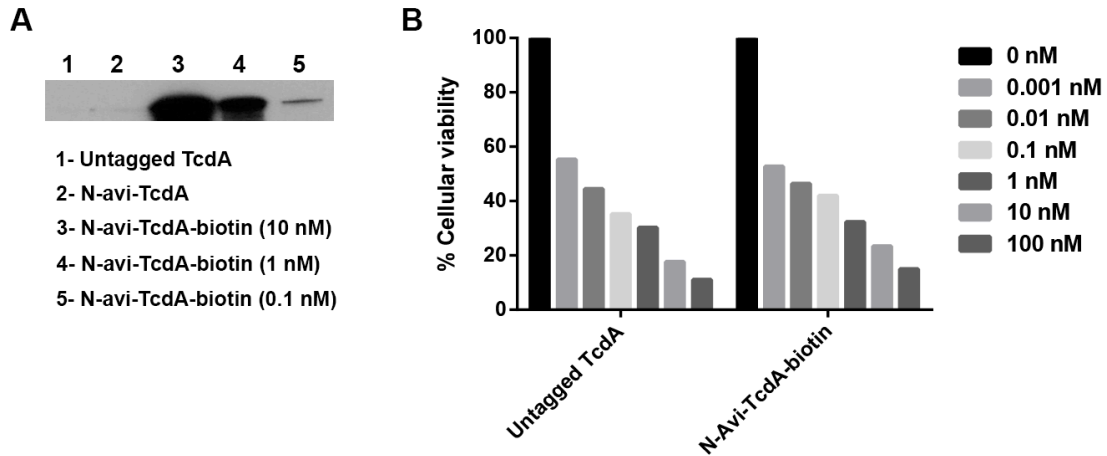 A
1 2 3 4 5
1- Untagged TcdA
2- N-avi-TcdA
3- N-avi-TcdA-biotin (10 nM)
4- N-avi-TcdA-biotin (1 nM)
5- N-avi-TcdA-biotin (0.1 nM)
B
% Cellular viability
100
80
60
40
20
0
Untagged TcdA
N-Avi-TcdA-biotin
0 nM
0.001 nM
0.01 nM
0.1 nM
1 nM
10 nM
100 nM